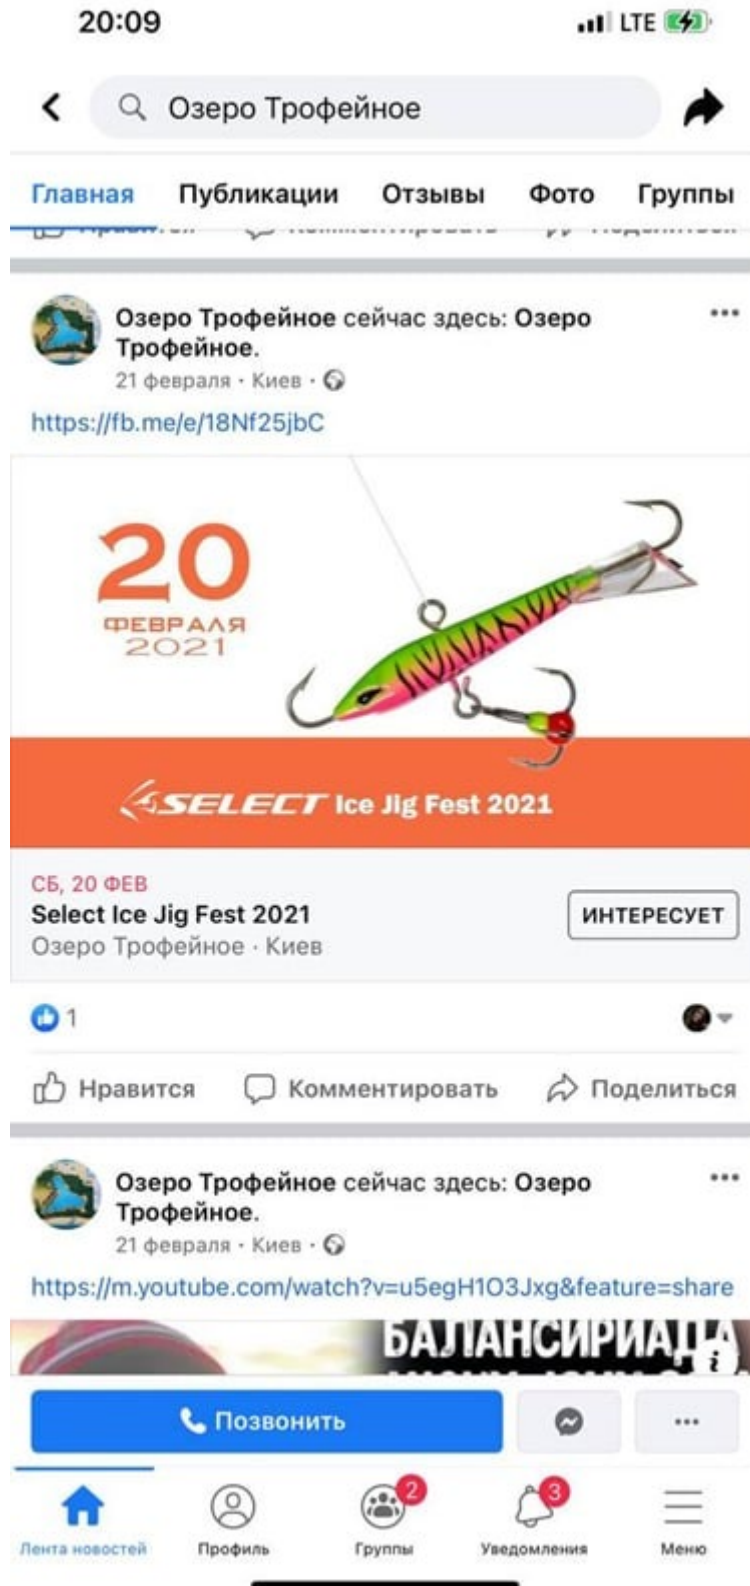 20:09
LTE
Озеро Трофейное
Главная Публикации Отзывы Фото Группы
Нравится Комментировать Поделиться
Озеро Трофейное сейчас здесь: Озеро
Трофейное.
21 февраля · Киев ·
https://fb.me/e/18Nf25jbC
20
ФЕВРАЛЯ
2021
SELECT Ice Jig Fest 2021
СБ, 20 ФЕВ
Select Ice Jig Fest 2021
ИНТЕРЕСУЕТ
Озеро Трофейное · Киев
1
Нравится Комментировать Поделиться
Озеро Трофейное сейчас здесь: Озеро
Трофейное.
21 февраля · Киев ·
https://m.youtube.com/watch?v=u5egH1O3Jxg&feature=share
БАЛАНСИРИАДА
i
Позвонить
2 3
Лента новостей Профиль Группы Уведомления Меню